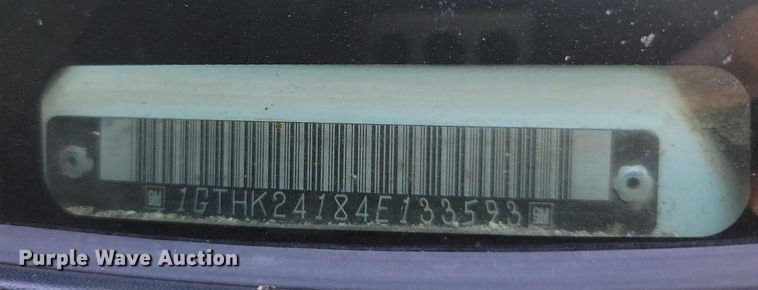 GM 1GTHK24184E133593 GM
Purple Wave Auction